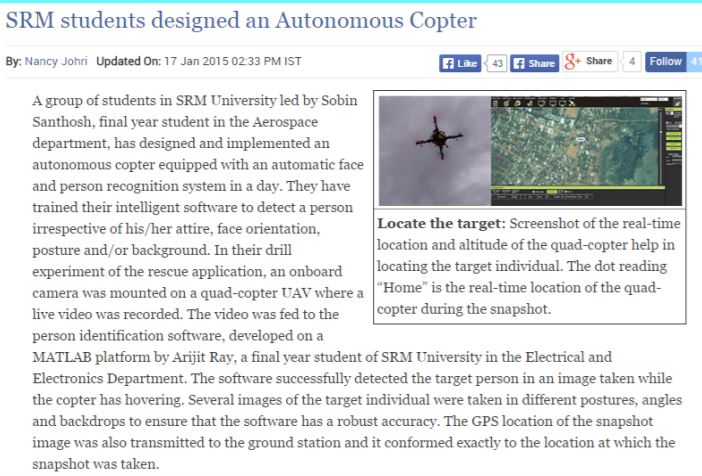 SRM students designed an Autonomous Copter
By: Nancy Johri Updated On: 17 Jan 2015 02:33 PM IST
Like 43 Share Share 4 Follow
A group of students in SRM University led by Sobin
Santhosh, final year student in the Aerospace
department, has designed and implemented an
autonomous copter equipped with an automatic face
and person recognition system in a day. They have
trained their intelligent software to detect a person
irrespective of his/her attire, face orientation,
posture and/or background. In their drill
experiment of the rescue application, an onboard
camera was mounted on a quad-copter UAV where a
live video was recorded. The video was fed to the
person identification software, developed on a
Locate the target: Screenshot of the real-time
location and altitude of the quad-copter help in
locating the target individual. The dot reading
“Home” is the real-time location of the quad-
copter during the snapshot.
MATLAB platform by Arijit Ray, a final year student of SRM University in the Electrical and
Electronics Department. The software successfully detected the target person in an image taken while
the copter has hovering. Several images of the target individual were taken in different postures, angles
and backdrops to ensure that the software has a robust accuracy. The GPS location of the snapshot
image was also transmitted to the ground station and it conformed exactly to the location at which the
snapshot was taken.